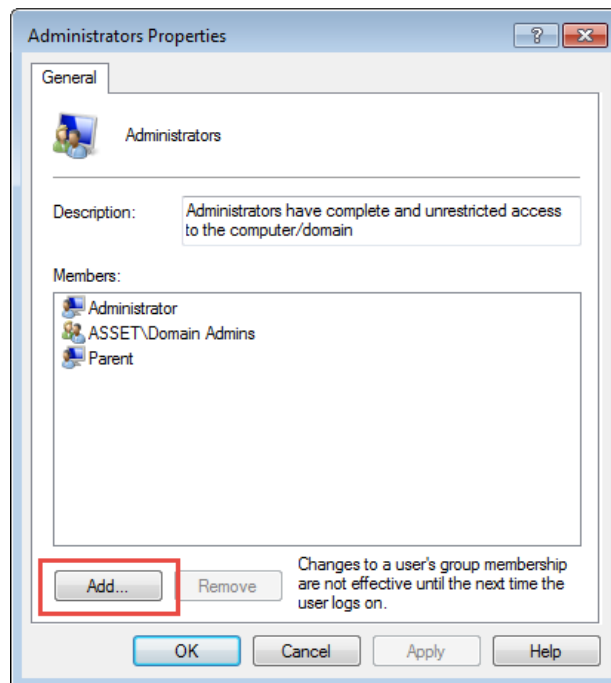 Administrators Properties
General
Administrators
Description:
Administrators have complete and unrestricted access
to the computer/domain
Members:
Administrator
ASSET\Domain Admins
Parent
Add...
Remove
Changes to a user's group membership
are not effective until the next time the
user logs on.
OK
Cancel
Apply
Help